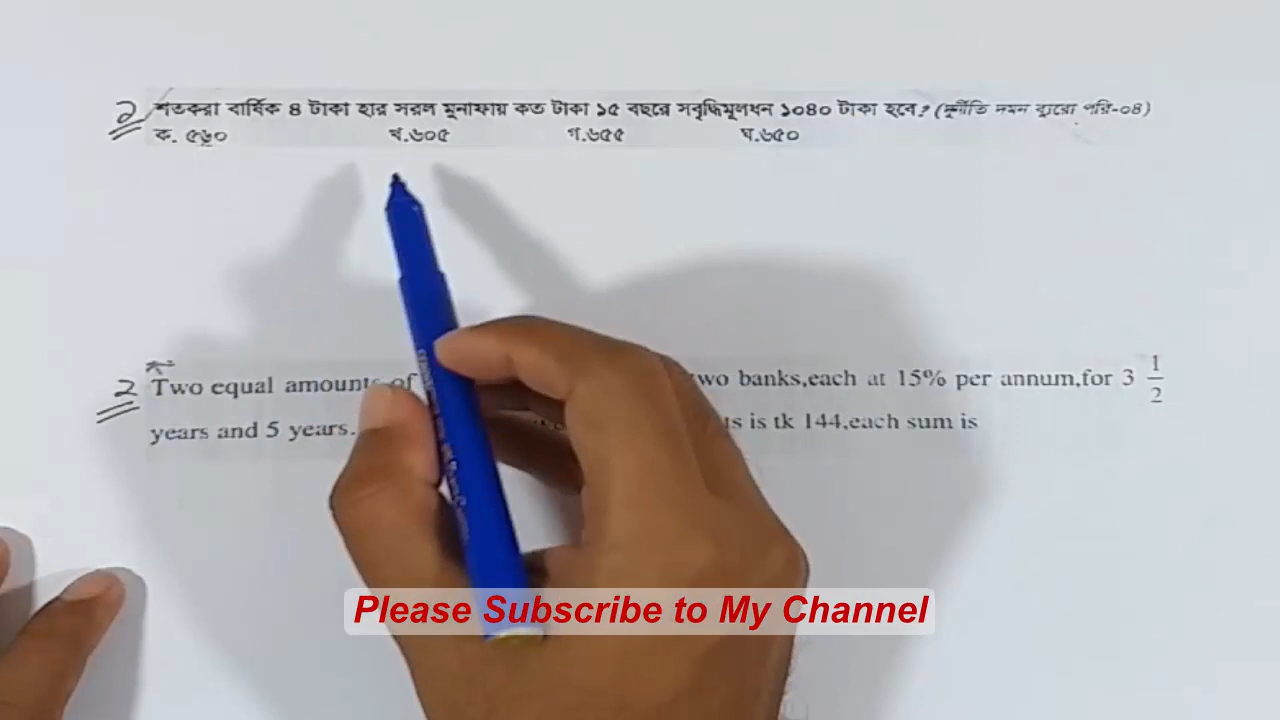 ১ শতকরা বার্ষিক ৪ টাকা হার সরল মুনাফায় কত টাকা ১৫ বছরে সবৃদ্ধিমূলধন ১০৪০ টাকা হবে? (দূর্নীতি দমন ব্যুরো পরি-০৪)
ক. ৫৬০ খ.৬০৫ গ.৬৫৫ ঘ.৬৫০
2 Two equal amounts of two banks,each at 15% per annum,for 3 1/2
years and 5 years. is tk 144,each sum is
Please Subscribe to My Channel